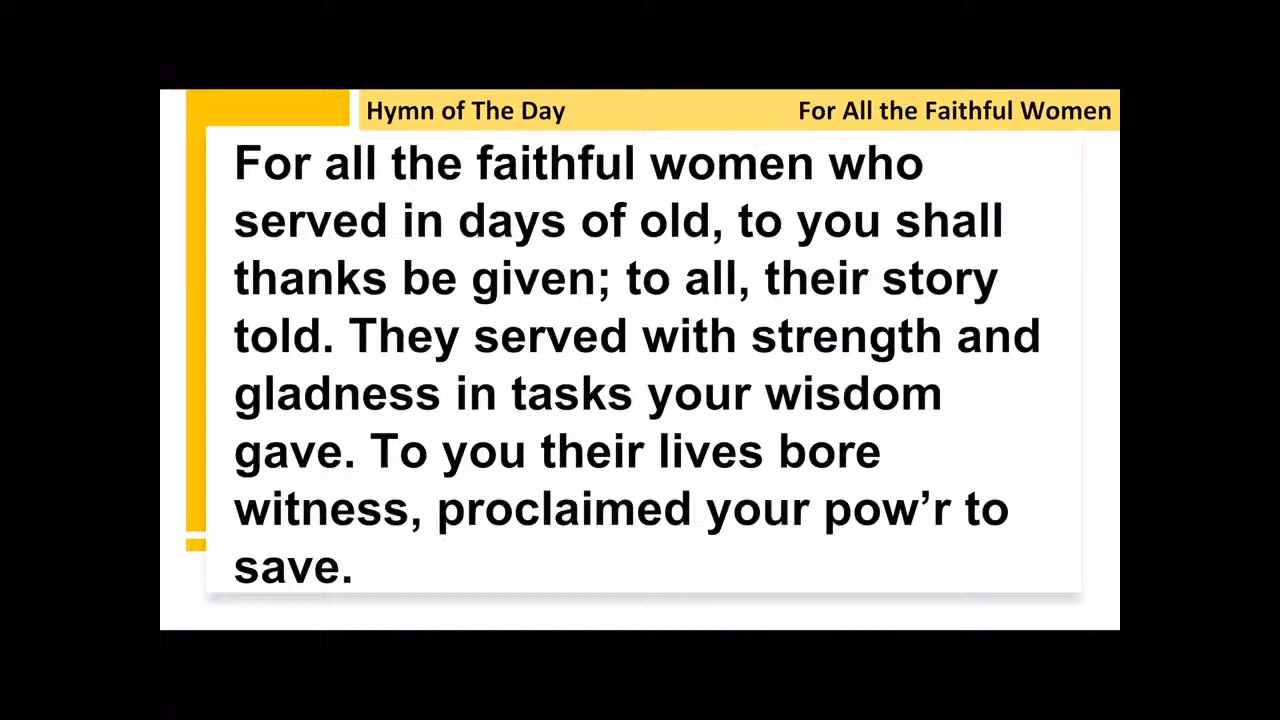 Hymn of The Day For All the Faithful Women
For all the faithful women who
served in days of old, to you shall
thanks be given; to all, their story
told. They served with strength and
gladness in tasks your wisdom
gave. To you their lives bore
witness, proclaimed your pow’r to
save.